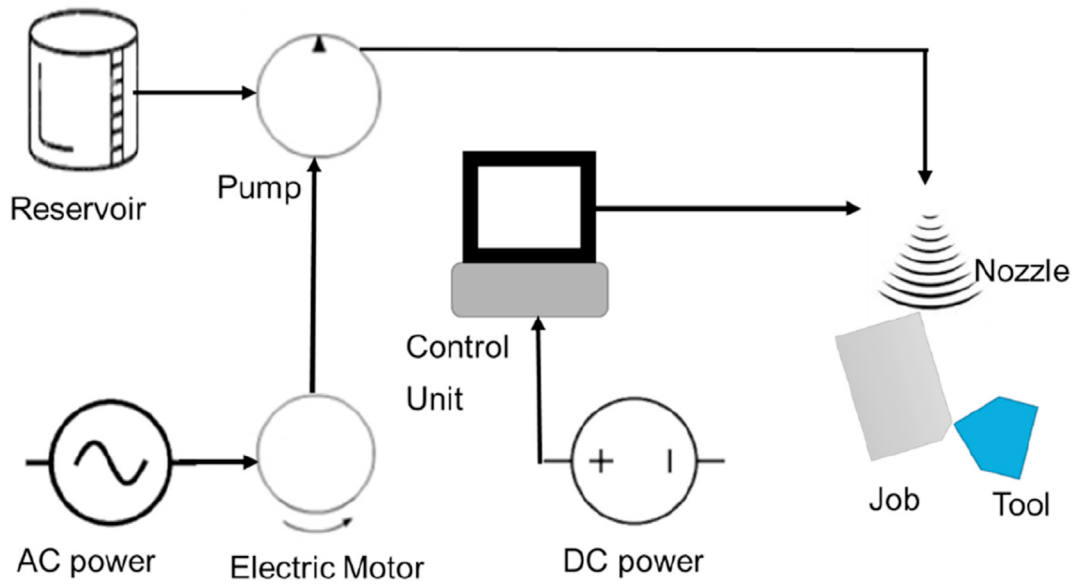 Reservoir
Pump
Nozzle
Control
Unit
Job
Tool
AC power
Electric Motor
DC power